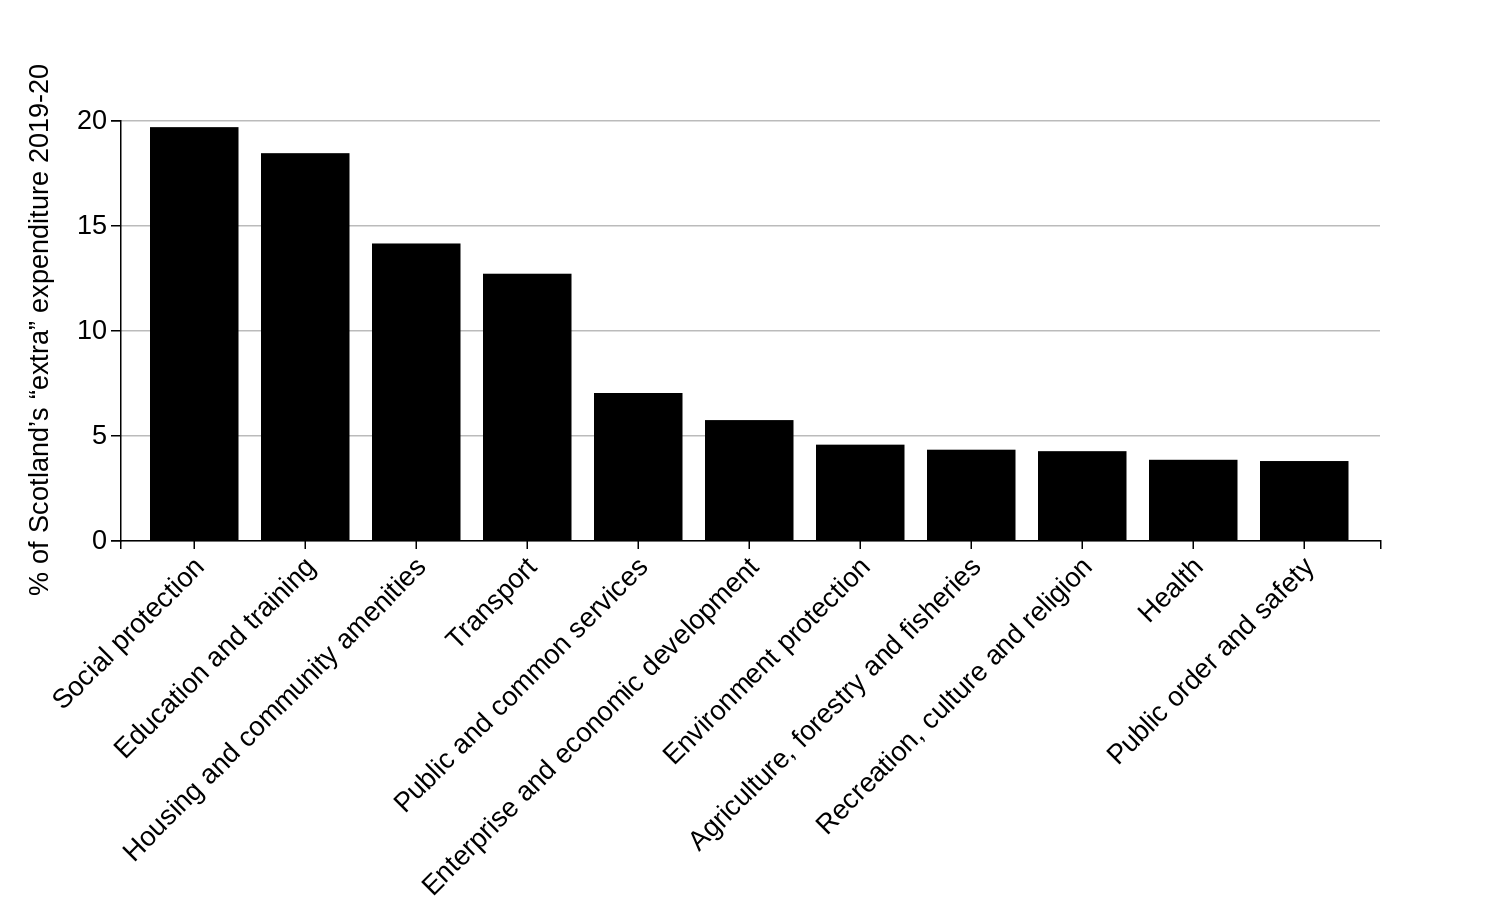 % of Scotland’s “extra” expenditure 2019-20
20
15
10
5
0
Social protection
Education and training
Housing and community amenities
Transport
Public and common services
Enterprise and economic development
Environment protection
Agriculture, forestry and fisheries
Recreation, culture and religion
Health
Public order and safety